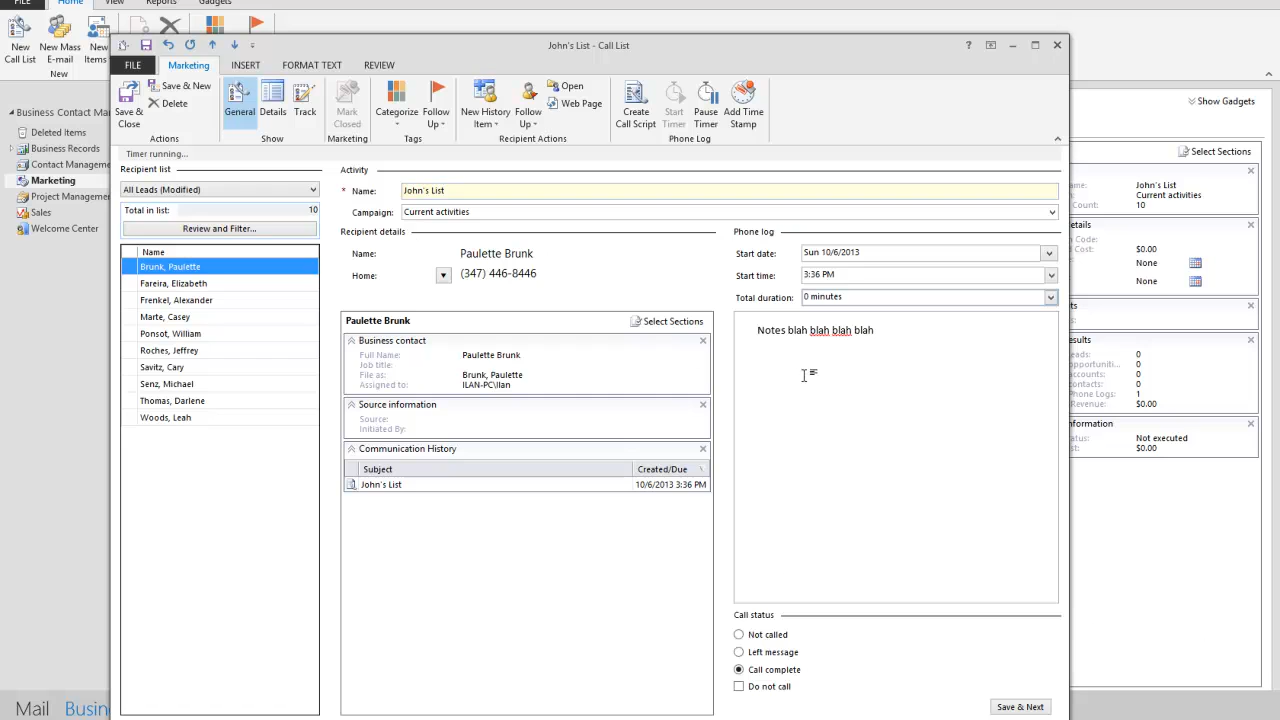 FILE Home View Reports Gadgets
New Call List
New Mass E-mail
New Items
New
John's List - Call List
?
FILE Marketing INSERT FORMAT TEXT REVIEW
Save & Close
Save & New
Delete
Actions
General
Details
Track
Show
Mark Closed
Marketing
Categorize
Follow Up
Tags
New History Item
Follow Up
Open
Web Page
Recipient Actions
Create Call Script
Start Timer
Pause Timer
Add Time Stamp
Phone Log
Timer running...
Business Contact Mar
Deleted Items
Business Records
Contact Manageme
Marketing
Project Managemen
Sales
Welcome Center
Recipient list
All Leads (Modified)
Total in list: 10
Review and Filter...
Name
Brunk, Paulette
Fareira, Elizabeth
Frenkel, Alexander
Marte, Casey
Ponsot, William
Roches, Jeffrey
Savitz, Cary
Senz, Michael
Thomas, Darlene
Woods, Leah
Activity
* Name: John's List
Campaign: Current activities
Recipient details
Name: Paulette Brunk
Home: (347) 446-8446
Paulette Brunk Select Sections
Business contact
Full Name: Paulette Brunk
Job title:
File as: Brunk, Paulette
Assigned to: ILAN-PC\Ilan
Source information
Source:
Initiated By:
Communication History
Subject Created/Due
John's List 10/6/2013 3:36 PM
Phone log
Start date: Sun 10/6/2013
Start time: 3:36 PM
Total duration: 0 minutes
Notes blah blah blah blah
Call status
Not called
Left message
Call complete
Do not call
Save & Next
Show Gadgets
Select Sections
ame: John's List
Current activities
Count: 10
etails
n Code:
d Cost: $0.00
None
None
ts
esults
eads: 0
opportuniti... 0
accounts: 0
contacts: 0
Phone Logs: 1
Revenue: $0.00
nformation
tatus: Not executed
st: $0.00
Mail Busin